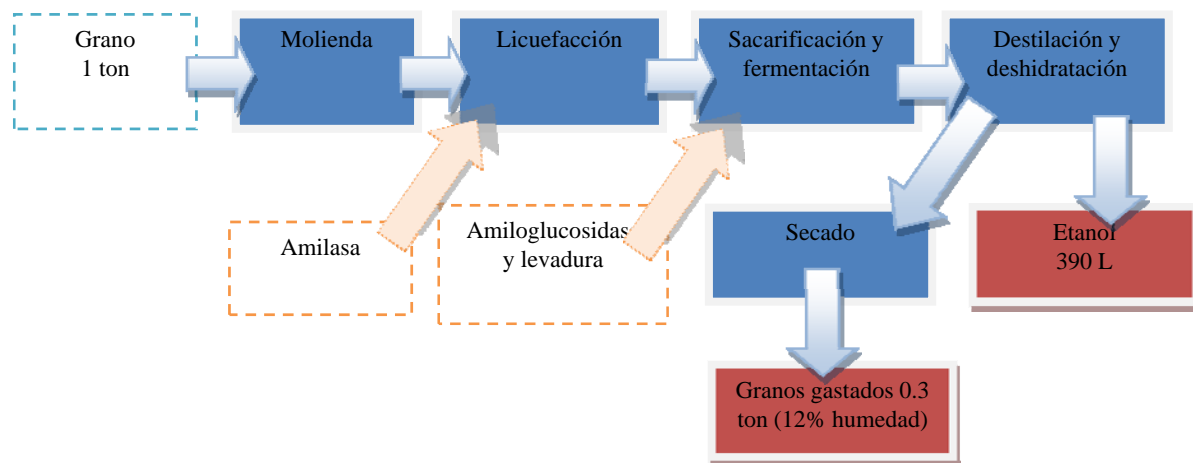 Grano
1 ton
Molienda
Licuefacción
Sacarificación y
fermentación
Destilación y
deshidratación
Amilasa
Amiloglucosidas
y levadura
Secado
Etanol
390 L
Granos gastados 0.3
ton (12% humedad)